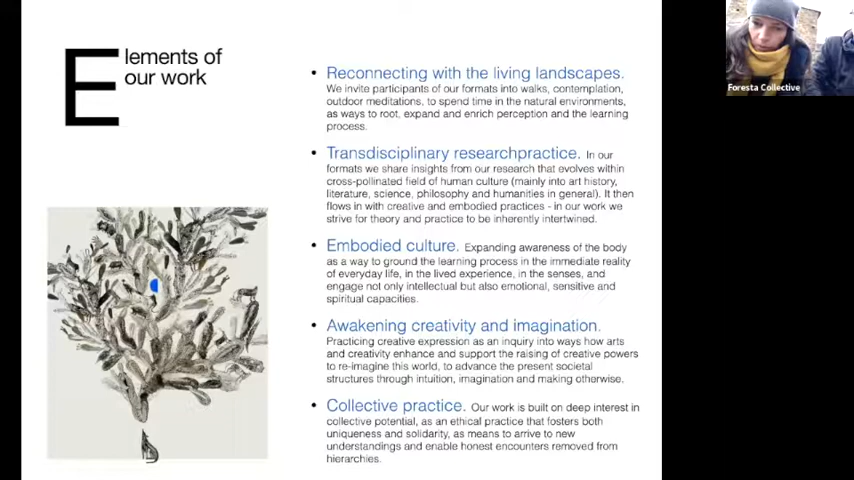 Elements of
our work
• Reconnecting with the living landscapes.
We invite participants of our formats into walks, contemplation,
outdoor meditations, to spend time in the natural environments,
as ways to root, expand and enrich perception and the learning
process.
• Transdisciplinary researchpractice. In our
formats we share insights from our research that evolves within
cross-pollinated field of human culture (mainly into art history,
literature, science, philosophy and humanities in general). It then
flows in with creative and embodied practices - in our work we
strive for theory and practice to be inherently intertwined.
• Embodied culture. Expanding awareness of the body
as a way to ground the learning process in the immediate reality
of everyday life, in the lived experience, in the senses, and
engage not only intellectual but also emotional, sensitive and
spiritual capacities.
• Awakening creativity and imagination.
Practicing creative expression as an inquiry into ways how arts
and creativity enhance and support the raising of creative powers
to re-imagine this world, to advance the present societal
structures through intuition, imagination and making otherwise.
• Collective practice. Our work is built on deep interest in
collective potential, as an ethical practice that fosters both
uniqueness and solidarity, as means to arrive to new
understandings and enable honest encounters removed from
hierarchies.
Foresta Collective